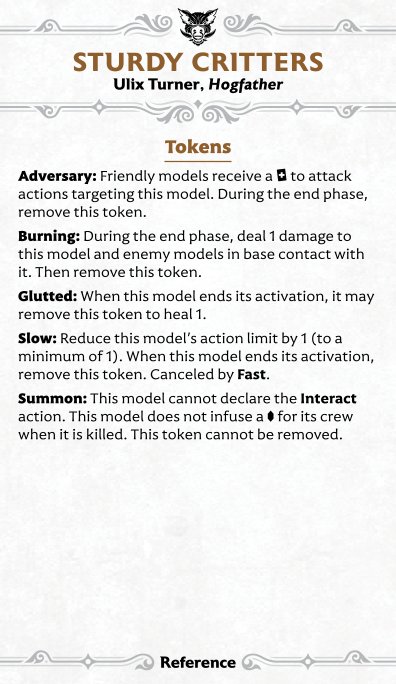 STURDY CRITTERS
Ulix Turner, Hogfather
Tokens
Adversary: Friendly models receive a to attack
actions targeting this model. During the end phase,
remove this token.
Burning: During the end phase, deal 1 damage to
this model and enemy models in base contact with
it. Then remove this token.
Glutted: When this model ends its activation, it may
remove this token to heal 1.
Slow: Reduce this model’s action limit by 1 (to a
minimum of 1). When this model ends its activation,
remove this token. Canceled by Fast.
Summon: This model cannot declare the Interact
action. This model does not infuse a for its crew
when it is killed. This token cannot be removed.
Reference